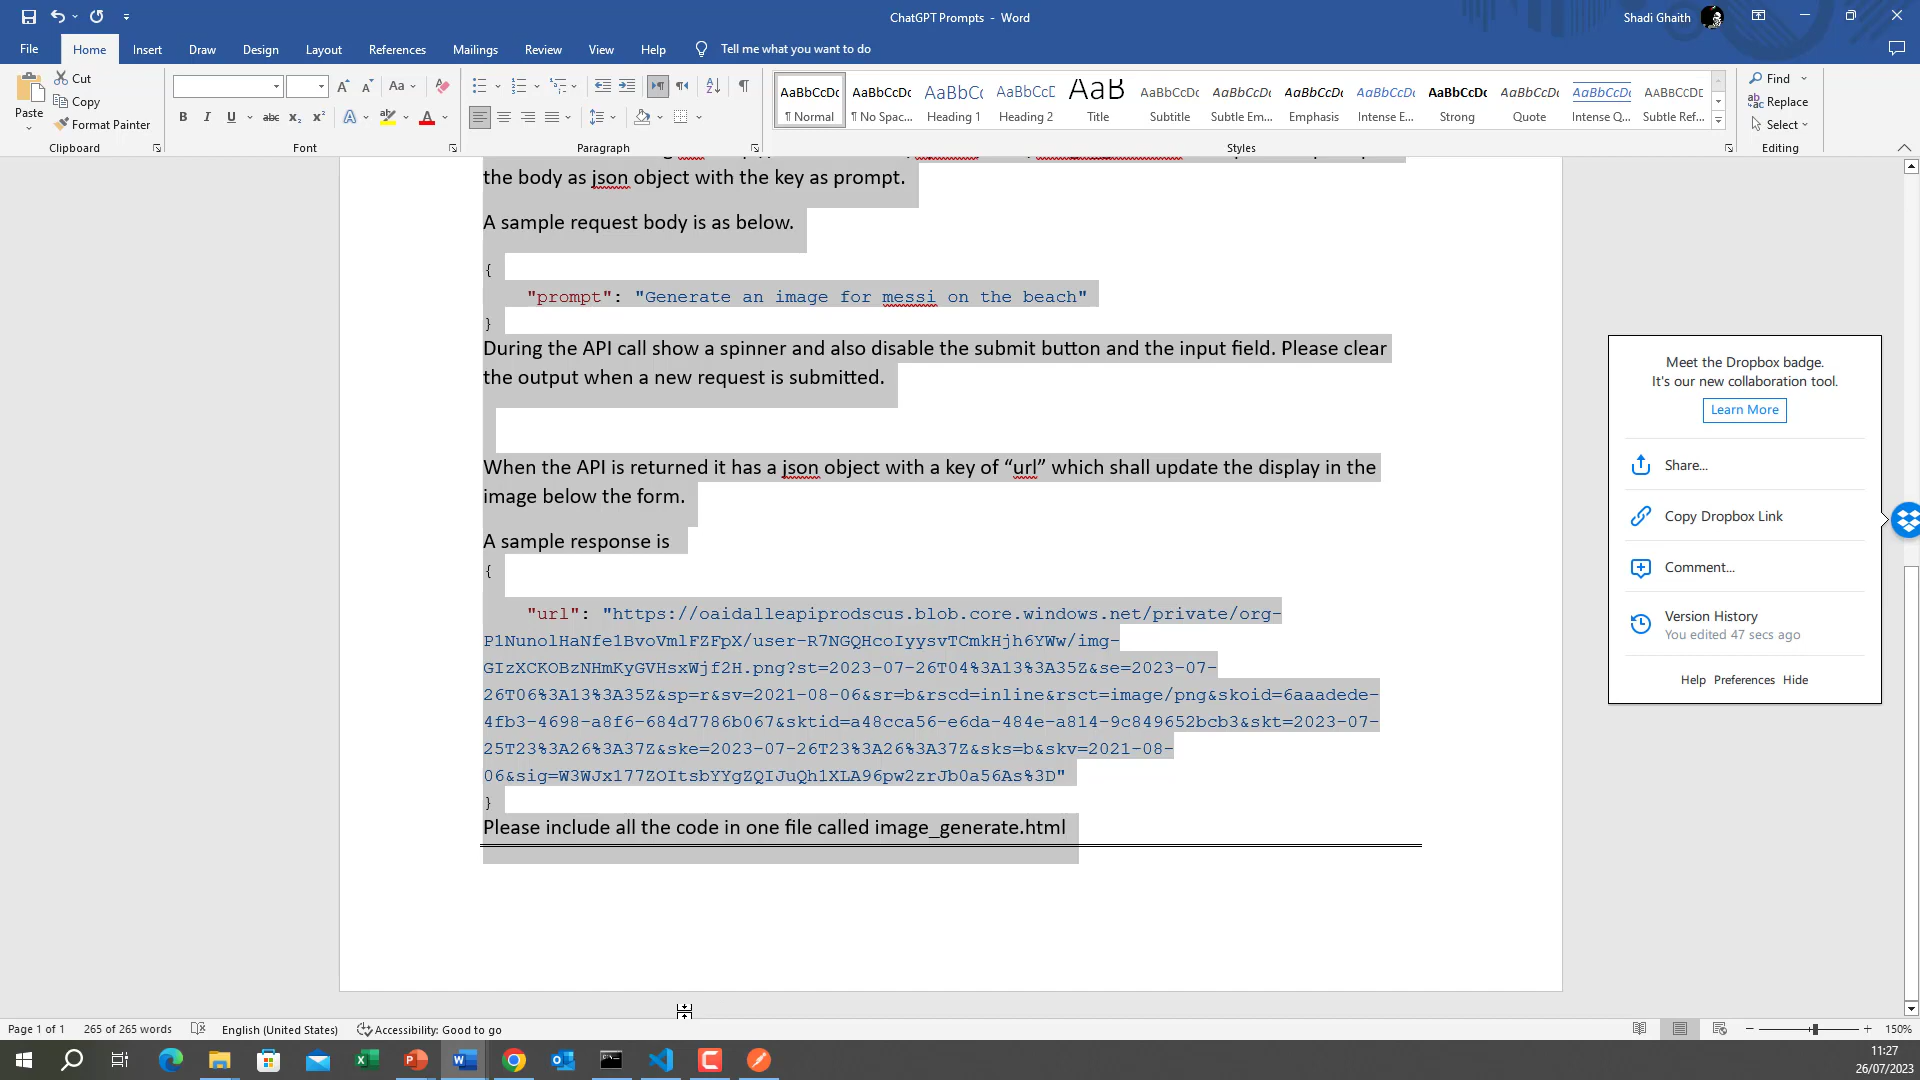 ChatGPT Prompts - Word
Shadi Ghaith
File Home Insert Draw Design Layout References Mailings Review View Help Tell me what you want to do
Paste
Cut
Copy
Format Painter
Clipboard
Aa
B I U abc x₂ x² A A
Font
Paragraph
AaBbCcDc AaBbCcDc AaBbCc AaBbCcD AaB AaBbCcDc AaBbCcDc AaBbCcDc AaBbCcDc AaBbCcDc AaBbCcDc AaBbCcDc AABBCCDE
¶ Normal ¶ No Spac... Heading 1 Heading 2 Title Subtitle Subtle Em... Emphasis Intense E... Strong Quote Intense Q... Subtle Ref...
Styles
Find
Replace
Select
Editing
the body as json object with the key as prompt.
A sample request body is as below.
{
"prompt": "Generate an image for messi on the beach"
}
During the API call show a spinner and also disable the submit button and the input field. Please clear
the output when a new request is submitted.
When the API is returned it has a json object with a key of “url” which shall update the display in the
image below the form.
A sample response is
{
"url": "https://oaidalleapiprodscus.blob.core.windows.net/private/org-
P1NunolHaNfe1BvoVmlFZFpX/user-R7NGQHcoIyysvTCmkHjh6YWw/img-
GIzXCKOBzNHmKyGVHsxWjf2H.png?st=2023-07-26T04%3A13%3A35Z&se=2023-07-
26T06%3A13%3A35Z&sp=r&sv=2021-08-06&sr=b&rscd=inline&rsct=image/png&skoid=6aaadede-
4fb3-4698-a8f6-684d7786b067&sktid=a48cca56-e6da-484e-a814-9c849652bcb3&skt=2023-07-
25T23%3A26%3A37Z&ske=2023-07-26T23%3A26%3A37Z&sks=b&skv=2021-08-
06&sig=W3WJx177ZOItsbYYgZQIJuQh1XLA96pw2zrJb0a56As%3D"
}
Please include all the code in one file called image_generate.html
Meet the Dropbox badge.
It's our new collaboration tool.
Learn More
Share...
Copy Dropbox Link
Comment...
Version History
You edited 47 secs ago
Help Preferences Hide
Page 1 of 1 265 of 265 words English (United States) Accessibility: Good to go 150%
11:27
26/07/2023